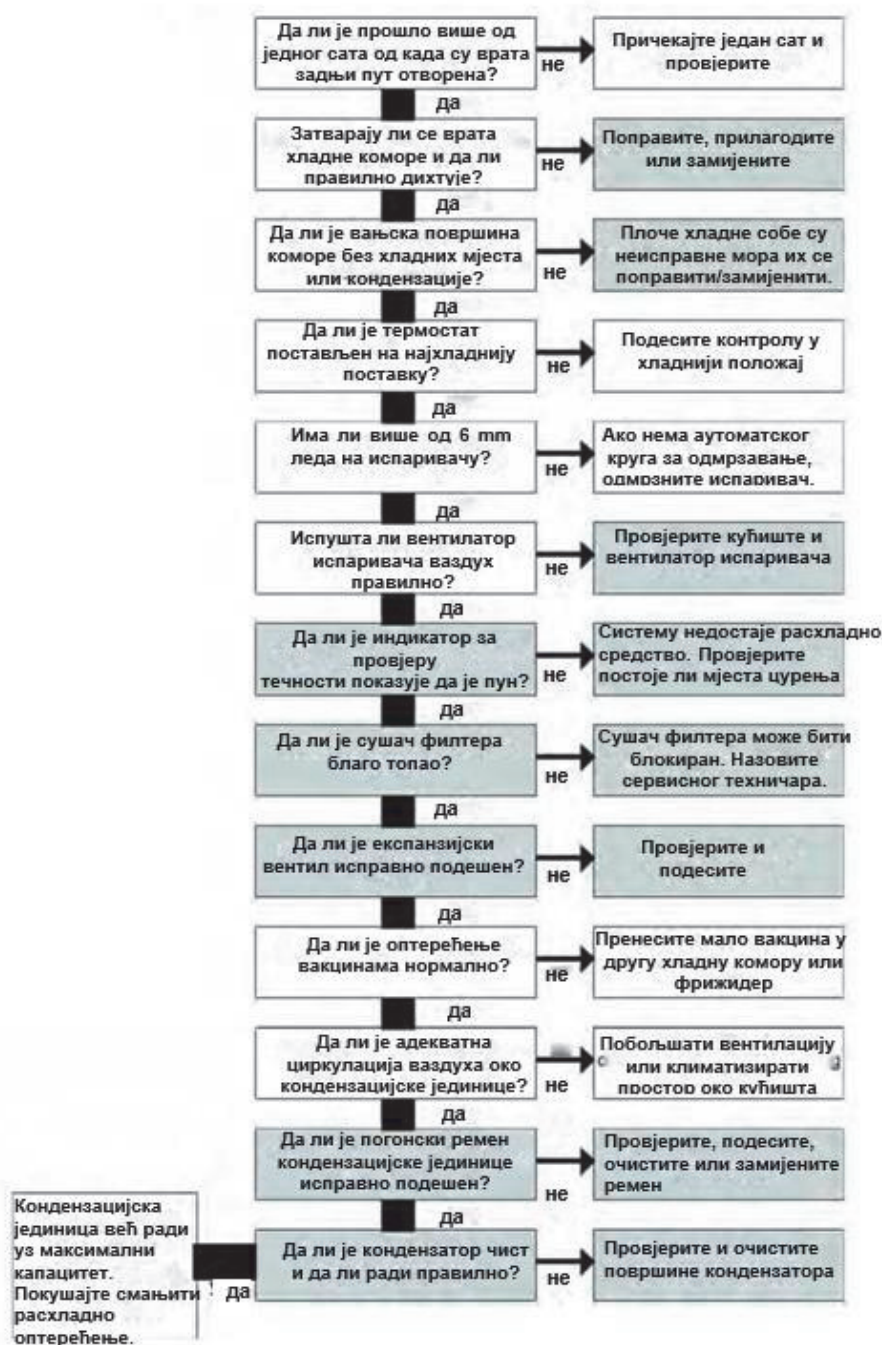 Да ли је прошло више од
једног сата од када су врата
задњи пут отворена?
не
Причекајте један сат и
провјерите
да
Затварају ли се врата
хладне коморе и да ли
правилно дихтује?
не
Поправите, прилагодите
или замијените
да
Да ли је вањска површина
коморе без хладних мјеста
или кондензације?
не
Плоче хладне собе су
неисправне мора их се
поправити/замијенити.
да
Да ли је термостат
постављен на најхладнију
поставку?
не
Подесите контролу у
хладнији положај
да
Има ли више од 6 mm
леда на испаривачу?
не
Ако нема аутоматског
круга за одмрзавање,
одмрзните испаривач.
да
Испушта ли вентилатор
испаривача ваздух
правилно?
не
Провјерите кућиште и
вентилатор испаривача
да
Да ли је индикатор за
провјеру
течности показује да је пун?
не
Систему недостаје расхладно
средство. Провјерите
постоје ли мјеста цурења
да
Да ли је сушач филтера
благо топао?
не
Сушач филтера може бити
блокиран. Назовите
сервисног техничара.
да
Да ли је експанзијски
вентил исправно подешен?
не
Провјерите и
подесите
да
Да ли је оптерећење
вакцинама нормално?
не
Пренесите мало вакцина у
другу хладну комору или
фрижидер
да
Да ли је адекватна
циркулација ваздуха око
кондензацијске јединице?
не
Побољшати вентилацију
или климатизирати
простор око кућишта
да
Да ли је погонски ремен
кондензацијске јединице
исправно подешен?
не
Провјерите, подесите,
очистите или замијените
ремен
да
Да ли је кондензатор чист
и да ли ради правилно?
не
Провјерите и очистите
површине кондензатора
да
Кондензацијска
јединица већ ради
уз максимални
капацитет.
Покушајте смањити
расхладно
оптерећење.